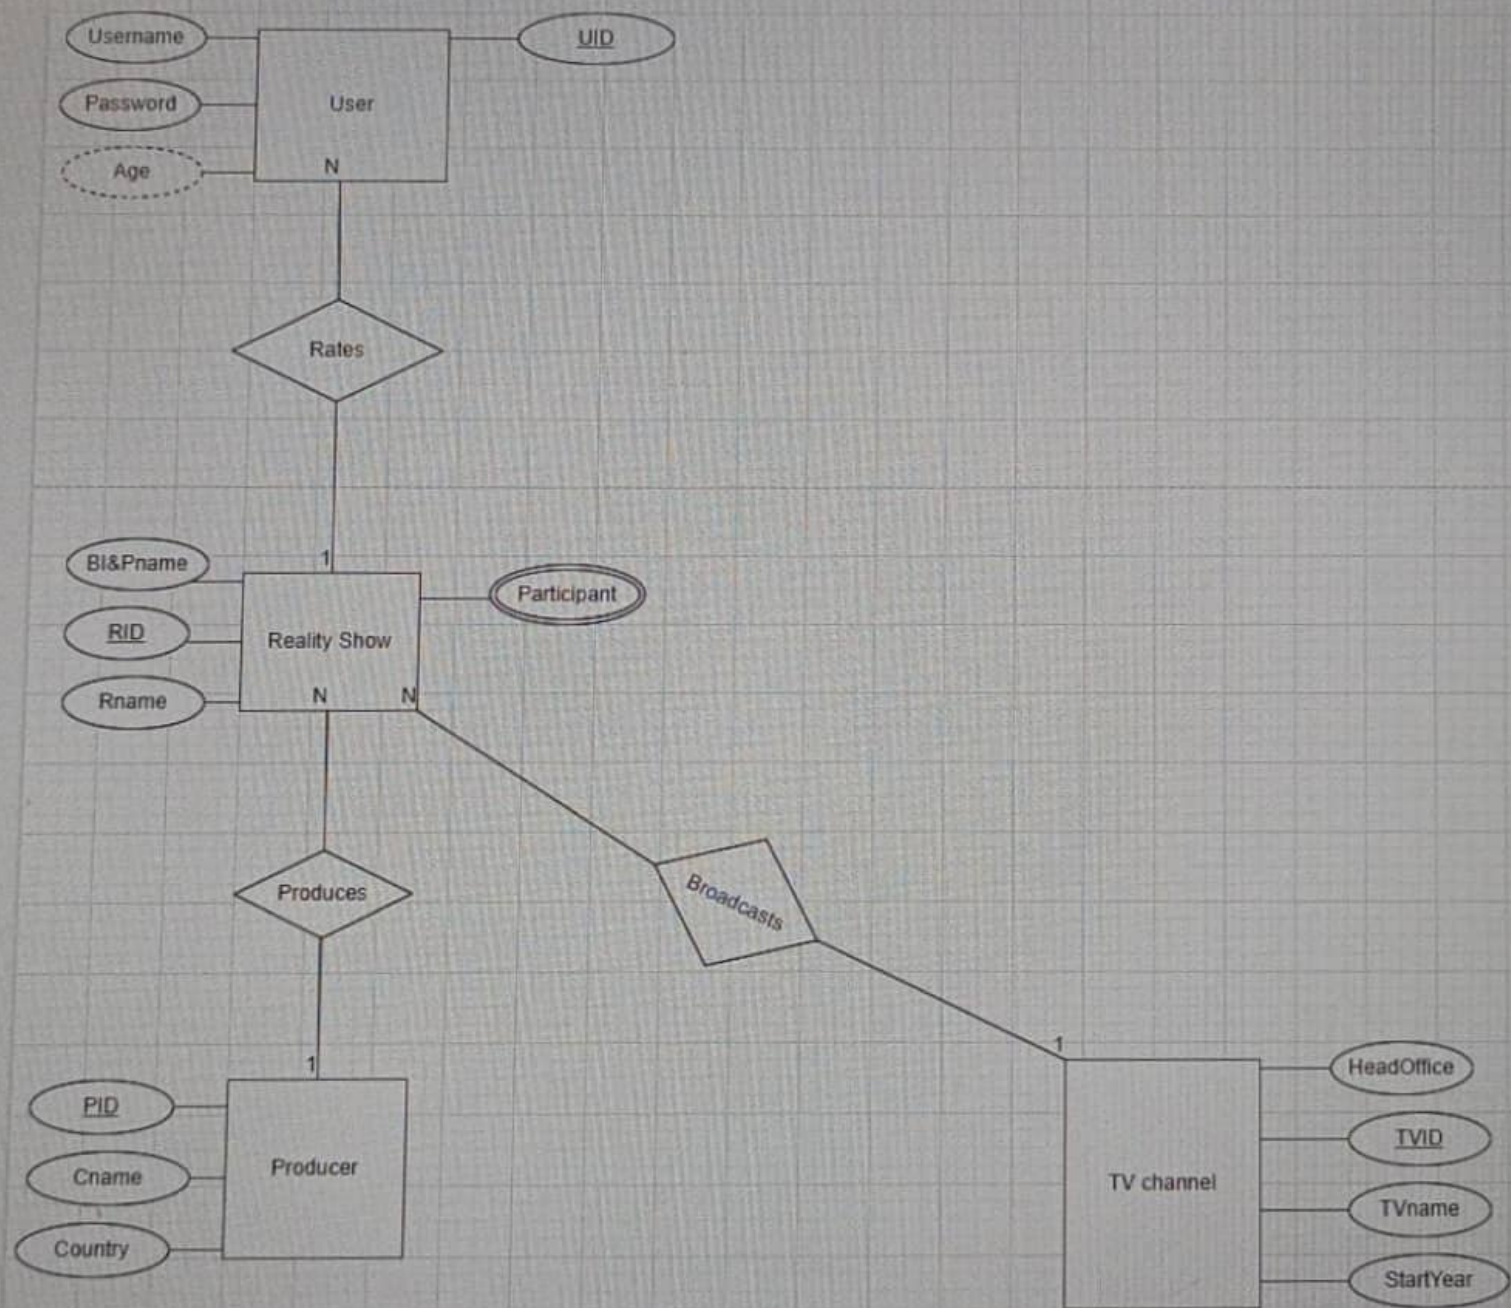 Username
UID
Password
User
Age
N
Rates
1
BI&Pname
Participant
RID
Reality Show
Rname
N
N
Produces
Broadcasts
1
1
PID
Cname
Producer
Country
HeadOffice
TVID
TV channel
TVname
StartYear